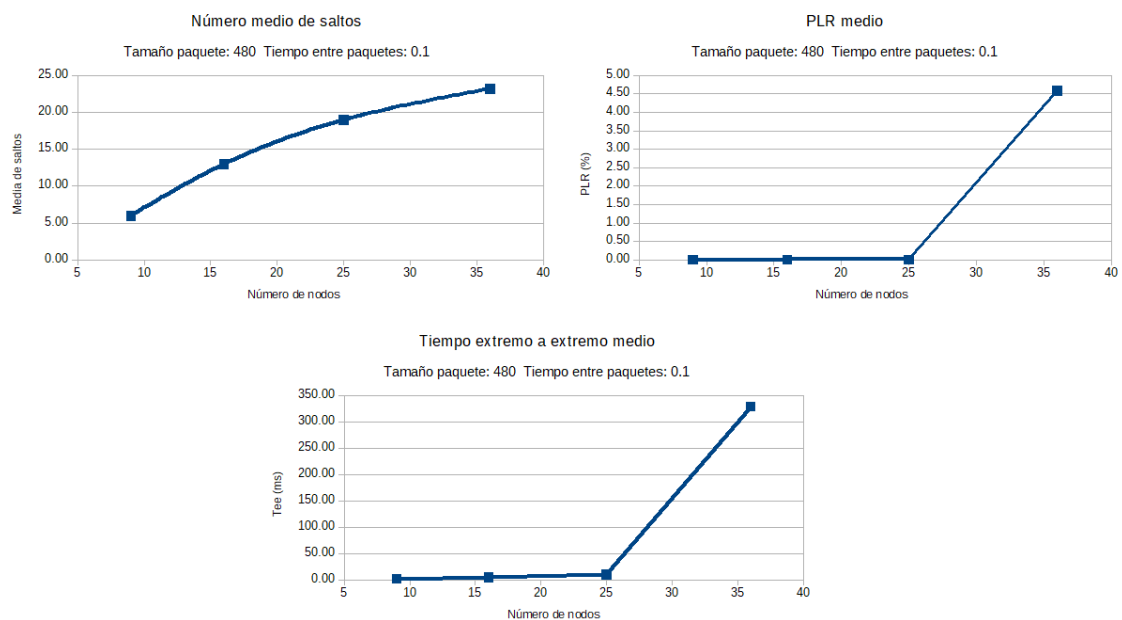 Número medio de saltos
Tamaño paquete: 480 Tiempo entre paquetes: 0.1
25.00
20.00
15.00
10.00
5.00
0.00
Media de saltos
5 10 15 20 25 30 35 40
Número de nodos
PLR medio
Tamaño paquete: 480 Tiempo entre paquetes: 0.1
5.00
4.50
4.00
3.50
3.00
2.50
2.00
1.50
1.00
0.50
0.00
PLR (%)
5 10 15 20 25 30 35 40
Número de nodos
Tiempo extremo a extremo medio
Tamaño paquete: 480 Tiempo entre paquetes: 0.1
350.00
300.00
250.00
200.00
150.00
100.00
50.00
0.00
Tee (ms)
5 10 15 20 25 30 35 40
Número de nodos